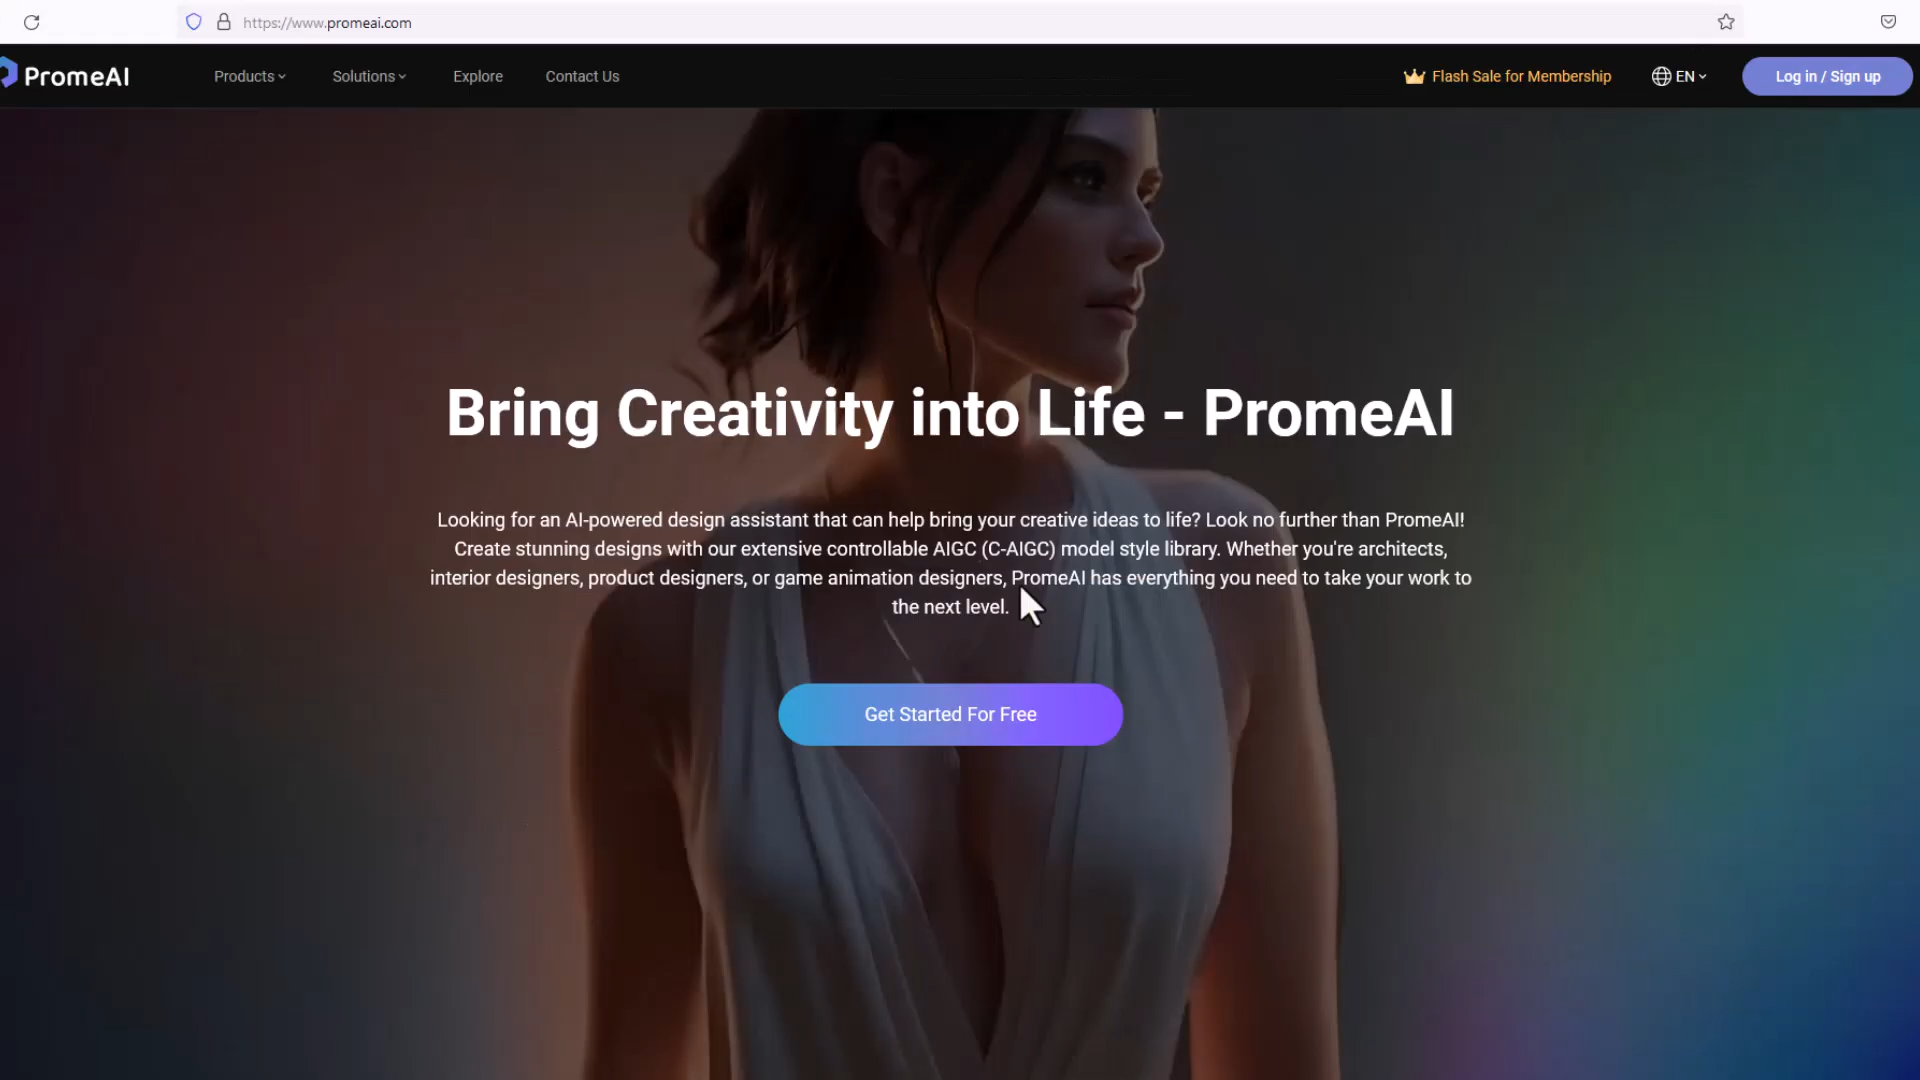 https://www.promeai.com
PromeAI
Products
Solutions
Explore
Contact Us
Flash Sale for Membership
EN
Log in / Sign up
Bring Creativity into Life - PromeAI
Looking for an AI-powered design assistant that can help bring your creative ideas to life? Look no further than PromeAI!
Create stunning designs with our extensive controllable AIGC (C-AIGC) model style library. Whether you're architects,
interior designers, product designers, or game animation designers, PromeAI has everything you need to take your work to
the next level.
Get Started For Free